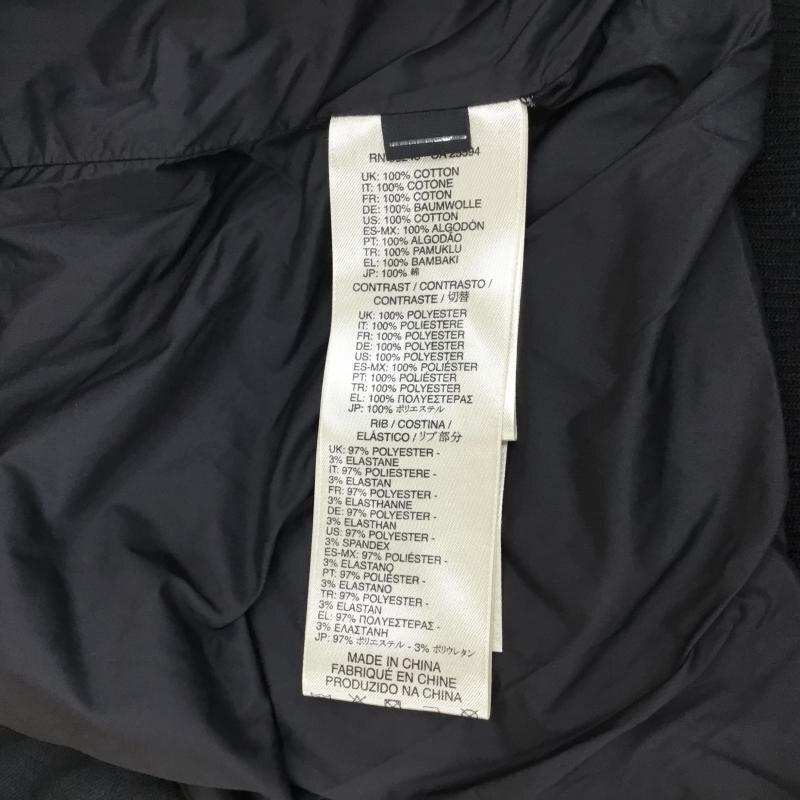 UK: 100% COTTON
IT: 100% COTONE
FR: 100% COTON
DE: 100% BAUMWOLLE
US: 100% COTTON
ES-MX: 100% ALGODÓN
PT: 100% ALGODÃO
TR: 100% PAMUKLU
EL: 100% BAMBAKI
JP: 100% 綿
CONTRAST / CONTRASTO /
CONTRASTE / 切替
UK: 100% POLYESTER
IT: 100% POLIESTERE
FR: 100% POLYESTER
DE: 100% POLYESTER
US: 100% POLYESTER
ES-MX: 100% POLIÉSTER
PT: 100% POLIÉSTER
TR: 100% POLYESTER
EL: 100% ΠΟΛΥΕΣΤΕΡΑΣ
JP: 100% ポリエステル
RIB / COSTINA /
ELÁSTICO / リブ部分
UK: 97% POLYESTER -
3% ELASTANE
IT: 97% POLIESTERE -
3% ELASTAN
FR: 97% POLYESTER -
3% ELASTHANNE
DE: 97% POLYESTER -
3% ELASTHAN
US: 97% POLYESTER -
3% SPANDEX
ES-MX: 97% POLIÉSTER -
3% ELASTANO
PT: 97% POLIÉSTER -
3% ELASTANO
TR: 97% POLYESTER -
3% ELASTAN
EL: 97% ΠΟΛΥΕΣΤΕΡΑΣ -
3% ΕΛΑΣΤΑΝΗ
JP: 97% ポリエステル - 3% ポリウレタン
MADE IN CHINA
FABRIQUÉ EN CHINE
PRODUZIDO NA CHINA